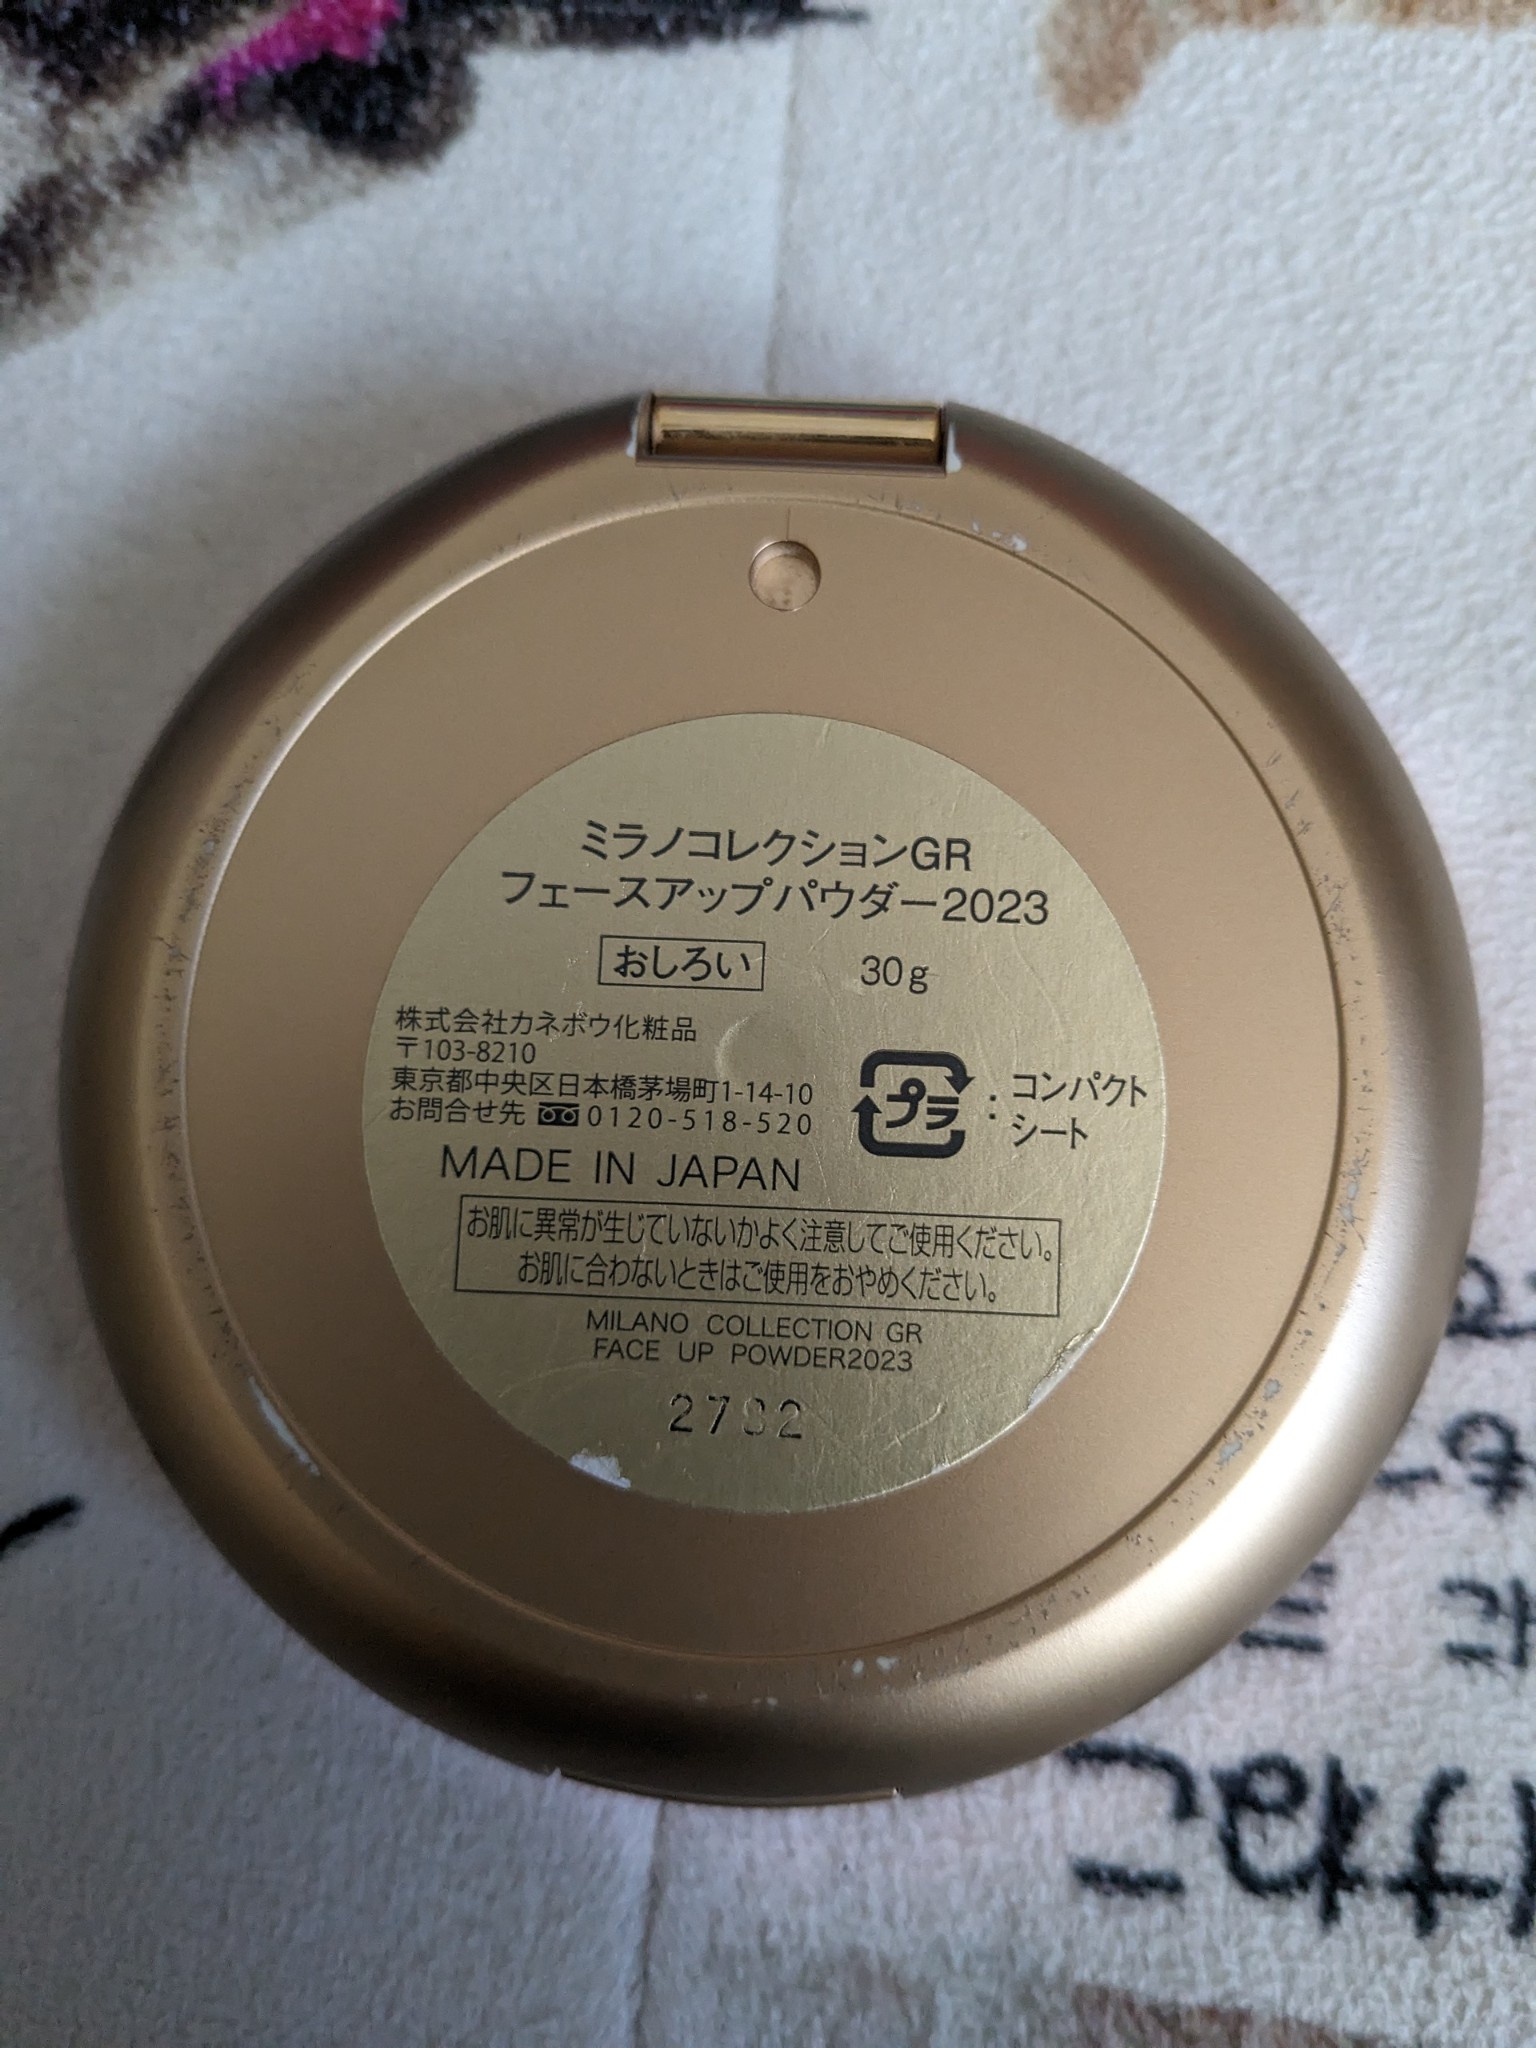 ミラノコレクションGR
フェースアップパウダー2023
おしろい 30g
株式会社カネボウ化粧品
〒103-8210
東京都中央区日本橋茅場町1-14-10
お問合せ先 0120-518-520
プラ : コンパクト
シート
MADE IN JAPAN
お肌に異常が生じていないかよく注意してご使用ください。
お肌に合わないときはご使用をおやめください。
MILANO COLLECTION GR
FACE UP POWDER2023